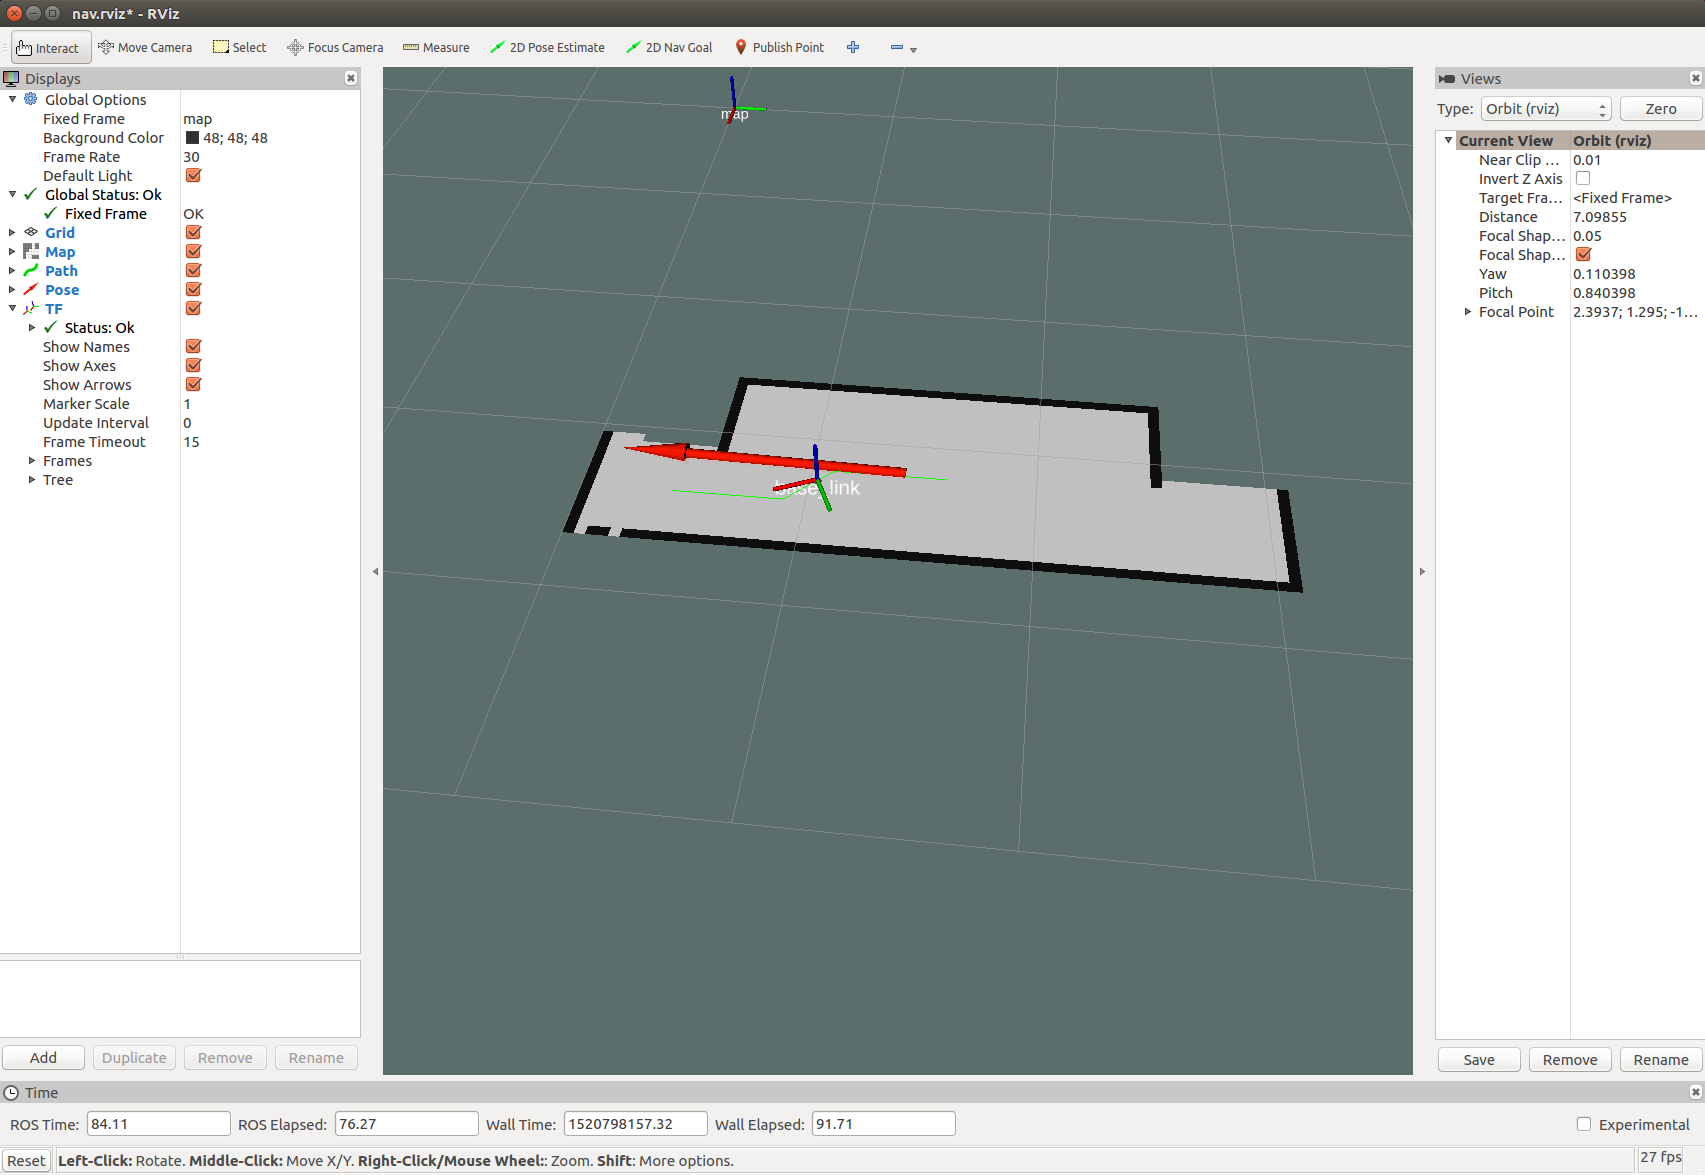 nav.rviz* - RViz
Interact Move Camera Select Focus Camera Measure 2D Pose Estimate 2D Nav Goal Publish Point
Displays
Global Options
Fixed Frame map
Background Color 48; 48; 48
Frame Rate 30
Default Light
Global Status: Ok
Fixed Frame OK
Grid
Map
Path
Pose
TF
Status: Ok
Show Names
Show Axes
Show Arrows
Marker Scale 1
Update Interval 0
Frame Timeout 15
Frames
Tree
Add Duplicate Remove Rename
map
base_link
Views
Type: Orbit (rviz) Zero
Current View Orbit (rviz)
Near Clip ... 0.01
Invert Z Axis
Target Fra... <Fixed Frame>
Distance 7.09855
Focal Shap... 0.05
Focal Shap...
Yaw 0.110398
Pitch 0.840398
Focal Point 2.3937; 1.295; -1...
Save Remove Rename
Time
ROS Time: 84.11 ROS Elapsed: 76.27 Wall Time: 1520798157.32 Wall Elapsed: 91.71 Experimental
Reset Left-Click: Rotate. Middle-Click: Move X/Y. Right-Click/Mouse Wheel:: Zoom. Shift: More options. 27 fps